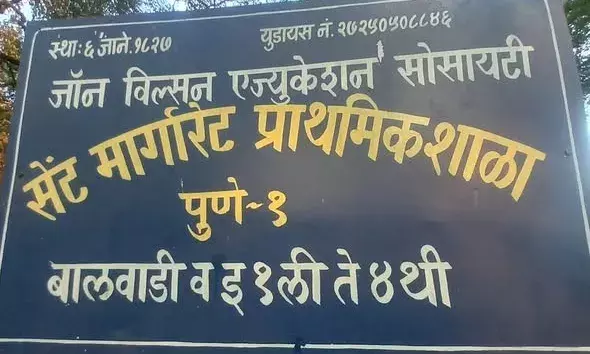 स्था: ६ जाने. १८२७ युडायस नं. २७२५०५०८८४६
जॉन विल्सन एज्युकेशन सोसायटी
सेंट मार्गारेट प्राथमिकशाळा
पुणे-१
बालवाडी व इ १ली ते ४थी